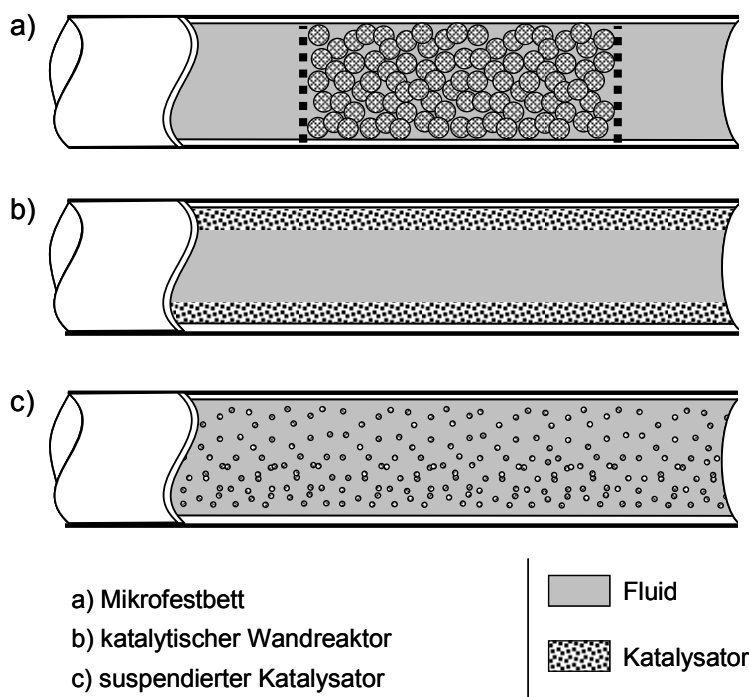 a)
b)
c)
a) Mikrofestbett
b) katalytischer Wandreaktor
c) suspendierter Katalysator
Fluid
Katalysator